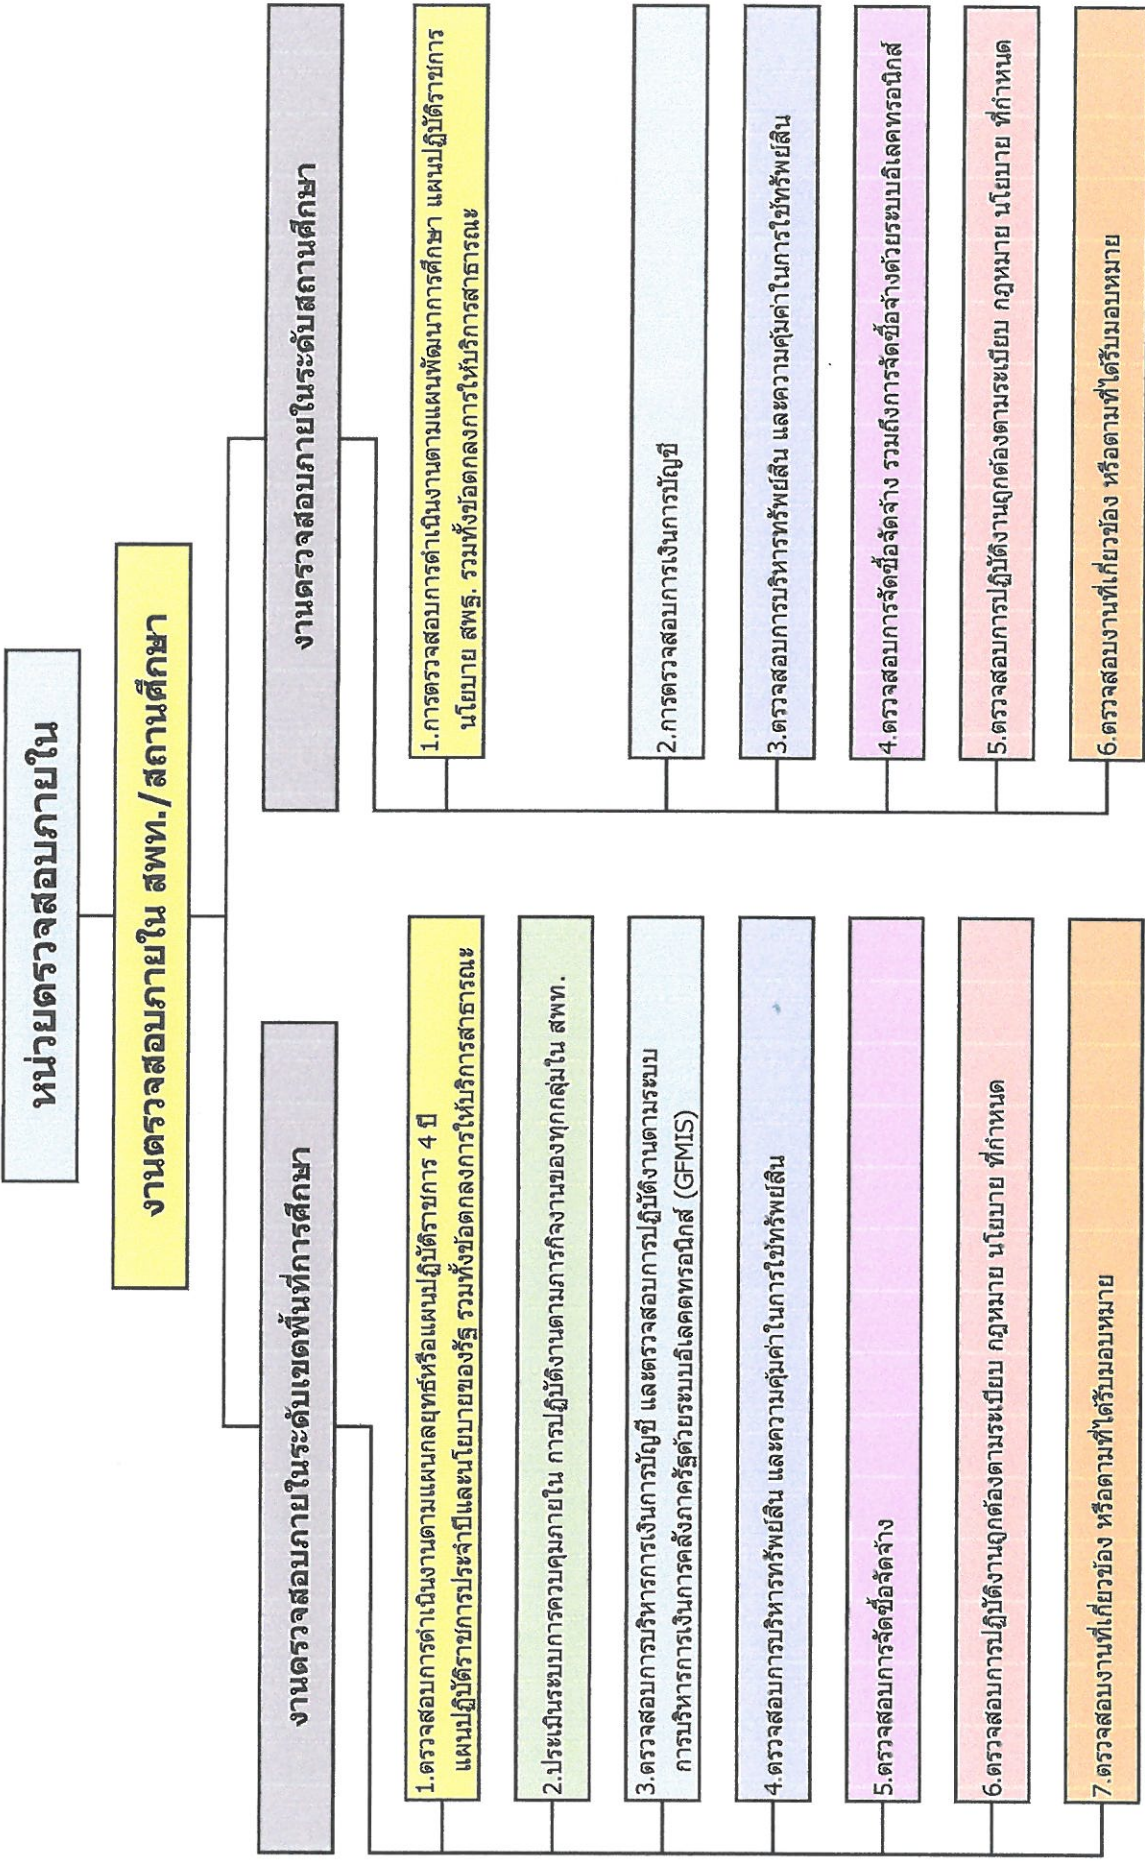 หน่วยตรวจสอบภายใน
งานตรวจสอบภายใน สพท./สถานศึกษา
งานตรวจสอบภายในระดับเขตพื้นที่การศึกษา
1.ตรวจสอบการดำเนินงานตามแผนกลยุทธ์หรือแผนปฏิบัติราชการ 4 ปี
แผนปฏิบัติราชการประจำปีและนโยบายของรัฐ รวมทั้งข้อตกลงการให้บริการสาธารณะ
2.ประเมินระบบการควบคุมภายใน การปฏิบัติงานตามภารกิจงานของทุกกลุ่มใน สพท.
3.ตรวจสอบการบริหารการเงินการบัญชี และตรวจสอบการปฏิบัติงานตามระบบ
การบริหารการเงินการคลังภาครัฐด้วยระบบอิเลคตทรอนิกส์ (GFMIS)
4.ตรวจสอบการบริหารทรัพย์สิน และความคุ้มค่าในการใช้ทรัพย์สิน
5.ตรวจสอบการจัดซื้อจัดจ้าง
6.ตรวจสอบการปฏิบัติงานถูกต้องตามระเบียบ กฎหมาย นโยบาย ที่กำหนด
7.ตรวจสอบงานที่เกี่ยวข้อง หรือตามที่ได้รับมอบหมาย
งานตรวจสอบภายในระดับสถานศึกษา
1.การตรวจสอบการดำเนินงานตามแผนพัฒนาการศึกษา แผนปฏิบัติราชการ
นโยบาย สพฐ. รวมทั้งข้อตกลงการให้บริการสาธารณะ
2.การตรวจสอบการเงินการบัญชี
3.ตรวจสอบการบริหารทรัพย์สิน และความคุ้มค่าในการใช้ทรัพย์สิน
4.ตรวจสอบการจัดซื้อจัดจ้าง รวมถึงการจัดซื้อจ้างด้วยระบบอิเลคทรอนิกส์
5.ตรวจสอบการปฏิบัติงานถูกต้องตามระเบียบ กฎหมาย นโยบาย ที่กำหนด
6.ตรวจสอบงานที่เกี่ยวข้อง หรือตามที่ได้รับมอบหมาย